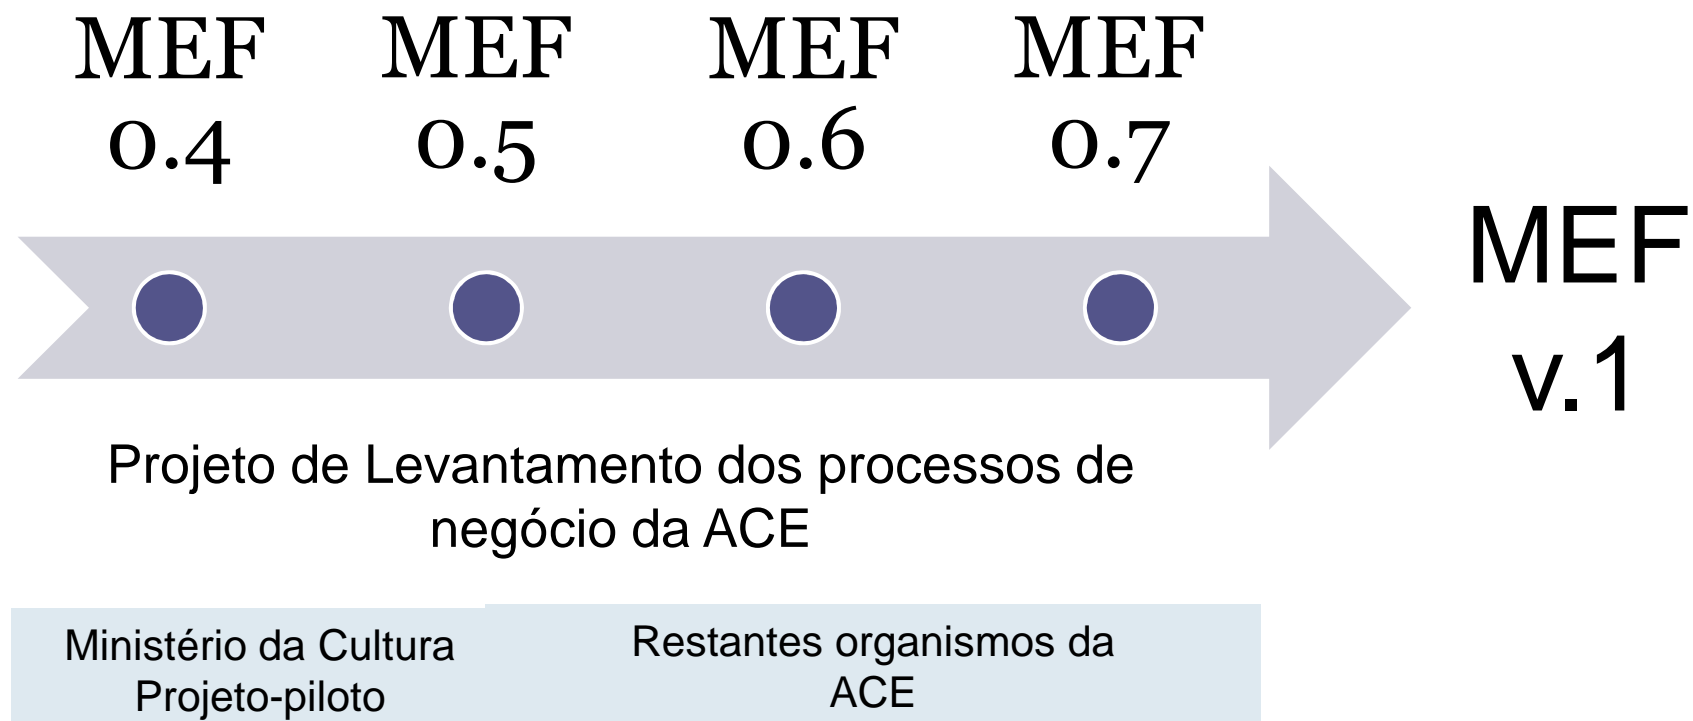 MEF
0.4
MEF
0.5
MEF
0.6
MEF
0.7
MEF
v.1
Projeto de Levantamento dos processos de
negócio da ACE
Ministério da Cultura
Projeto-piloto
Restantes organismos da
ACE